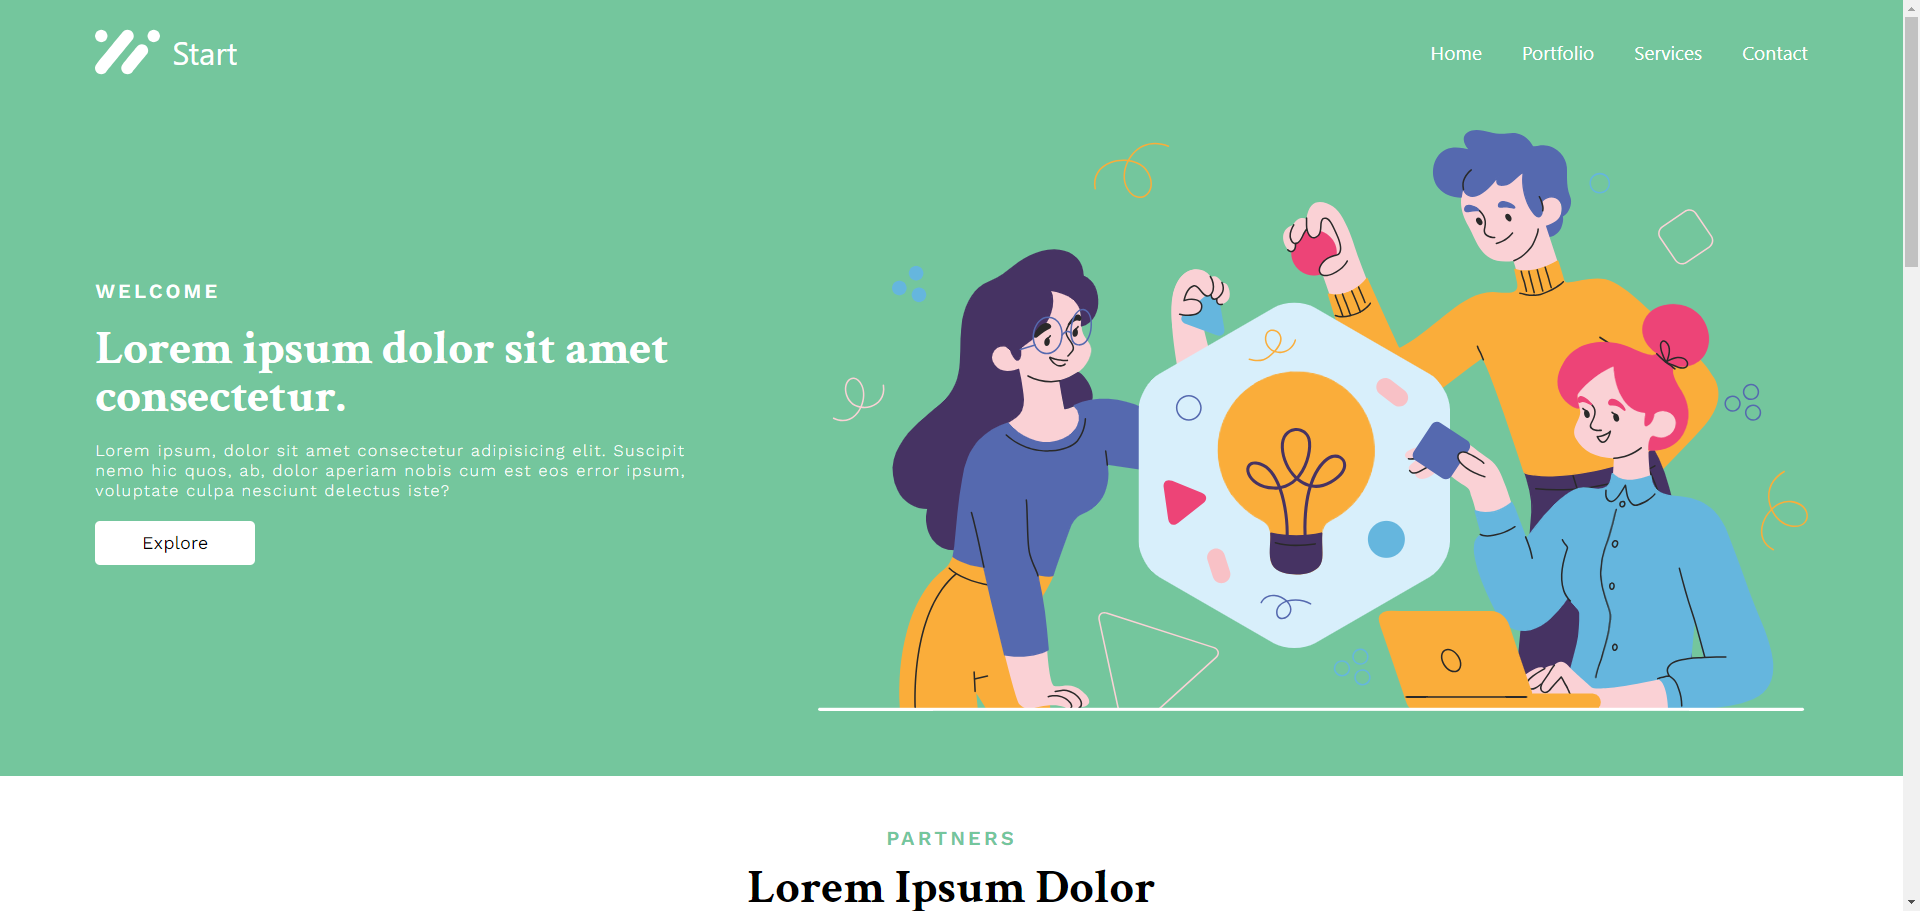 Start
Home Portfolio Services Contact
WELCOME
Lorem ipsum dolor sit amet
consectetur.
Lorem ipsum, dolor sit amet consectetur adipisicing elit. Suscipit
nemo hic quos, ab, dolor aperiam nobis cum est eos error ipsum,
voluptate culpa nesciunt delectus iste?
Explore
PARTNERS
Lorem Ipsum Dolor